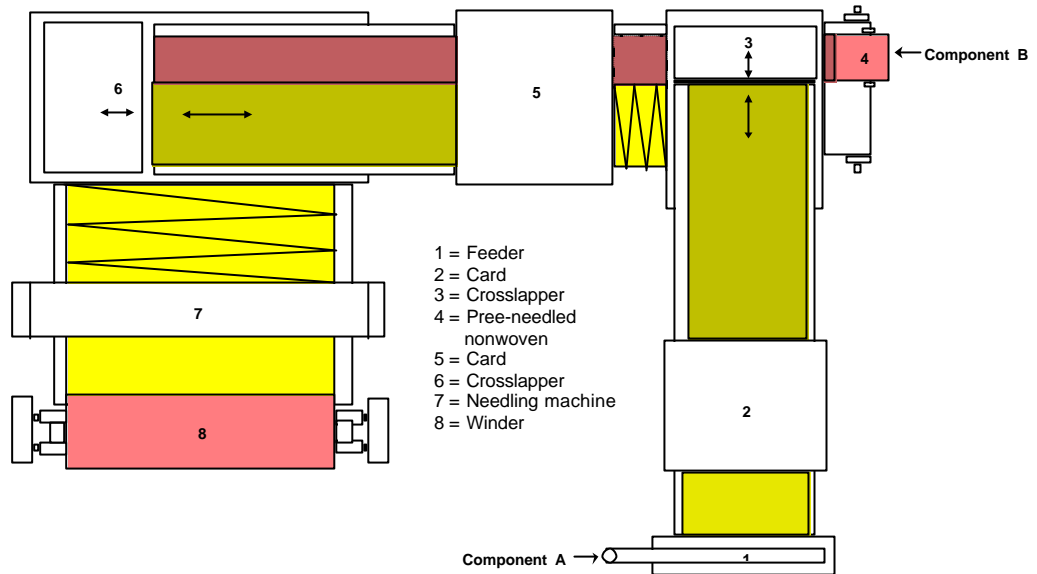 3
4
Component B
6
5
1 = Feeder
2 = Card
3 = Crosslapper
4 = Pree-needled
nonwoven
5 = Card
6 = Crosslapper
7 = Needling machine
8 = Winder
7
2
8
Component A
1